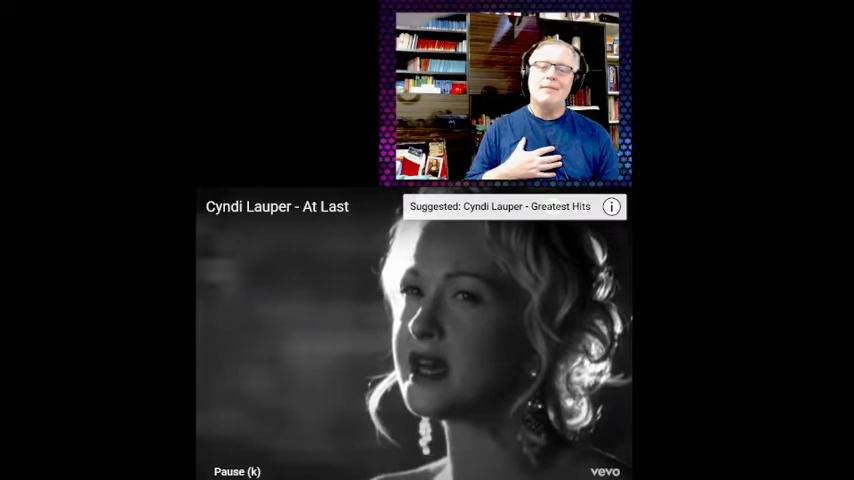 Cyndi Lauper - At Last
Suggested: Cyndi Lauper - Greatest Hits
Pause (k)
vevo